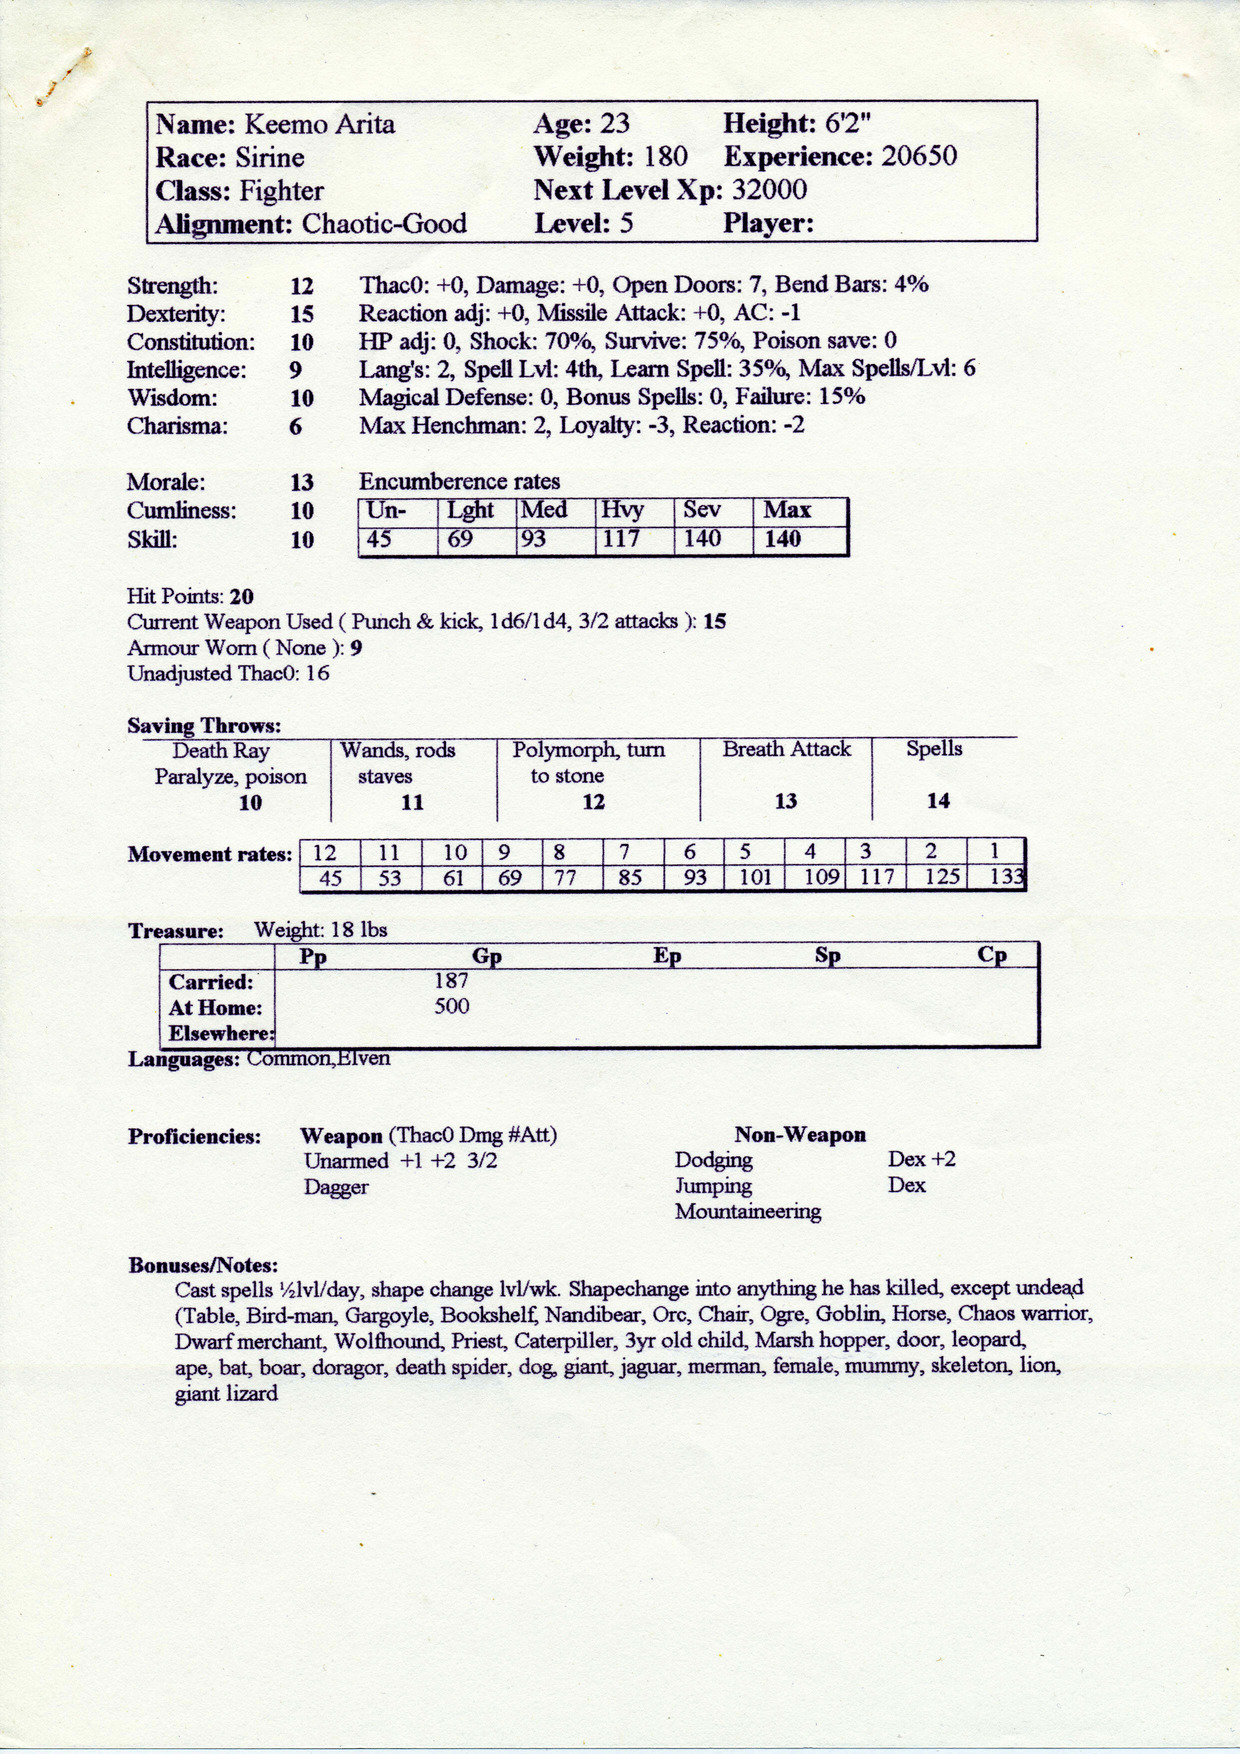 Name: Keemo Arita Age: 23 Height: 6'2"
Race: Sirine Weight: 180 Experience: 20650
Class: Fighter Next Level Xp: 32000
Alignment: Chaotic-Good Level: 5 Player:
Strength: 12 Thac0: +0, Damage: +0, Open Doors: 7, Bend Bars: 4%
Dexterity: 15 Reaction adj: +0, Missile Attack: +0, AC: -1
Constitution: 10 HP adj: 0, Shock: 70%, Survive: 75%, Poison save: 0
Intelligence: 9 Lang's: 2, Spell Lvl: 4th, Learn Spell: 35%, Max Spells/Lvl: 6
Wisdom: 10 Magical Defense: 0, Bonus Spells: 0, Failure: 15%
Charisma: 6 Max Henchman: 2, Loyalty: -3, Reaction: -2
Morale: 13 Encumberence rates
Cumliness: 10 Un- Lght Med Hvy Sev Max
Skill: 10 45 69 93 117 140 140
Hit Points: 20
Current Weapon Used ( Punch & kick, 1d6/1d4, 3/2 attacks ): 15
Armour Worn ( None ): 9
Unadjusted Thac0: 16
Saving Throws:
Death Ray Wands, rods Polymorph, turn Breath Attack Spells
Paralyze, poison staves to stone
10 11 12 13 14
Movement rates: 12 11 10 9 8 7 6 5 4 3 2 1
45 53 61 69 77 85 93 101 109 117 125 133
Treasure: Weight: 18 lbs
Pp Gp Ep Sp Cp
Carried: 187
At Home: 500
Elsewhere:
Languages: Common,Elven
Proficiencies: Weapon (Thac0 Dmg #Att) Non-Weapon
Unarmed +1 +2 3/2 Dodging Dex +2
Dagger Jumping Dex
Mountaineering
Bonuses/Notes:
Cast spells ½lvl/day, shape change lvl/wk. Shapechange into anything he has killed, except undead
(Table, Bird-man, Gargoyle, Bookshelf, Nandibear, Orc, Chair, Ogre, Goblin, Horse, Chaos warrior,
Dwarf merchant, Wolfhound, Priest, Caterpiller, 3yr old child, Marsh hopper, door, leopard,
ape, bat, boar, doragor, death spider, dog, giant, jaguar, merman, female, mummy, skeleton, lion,
giant lizard